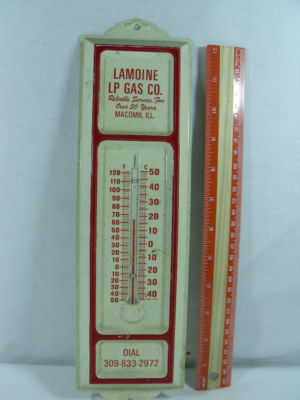 LAMOINE
LP GAS CO.
Reliable Service For
Over 30 Years
MACOMB, ILL.
F C
120 50
110
100 40
90 30
80
70 20
60
50 10
40
30 0
20
10 10
0 20
10
20 30
30
40 40
50
DIAL
309-833-2972